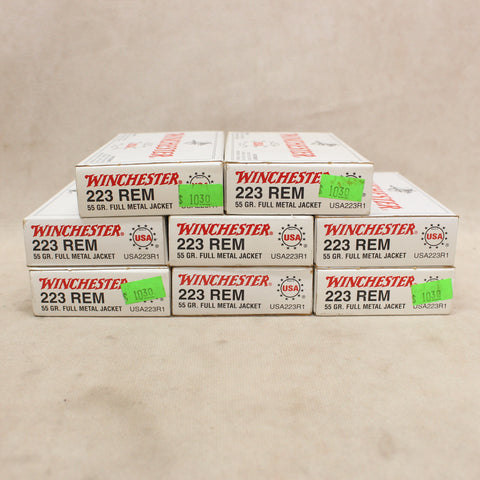 WINCHESTER
WINCHESTER
WINCHESTER
223 REM
$ 1030
55 GR. FULL METAL JACKET
WINCHESTER
223 REM
$ 1030
55 GR. FULL METAL JACKET
USA223R1
WINCHESTER
223 REM
USA
55 GR. FULL METAL JACKET
USA223R1
WINCHESTER
223 REM
USA
55 GR. FULL METAL JACKET
USA223R1
WINCHESTER
223 REM
USA
55 GR. FULL METAL JACKET
USA223R1
WINCHESTER
223 REM
$ 1030
55 GR. FULL METAL JACKET
USA223R1
WINCHESTER
223 REM
USA
55 GR. FULL METAL JACKET
USA223R1
WINCHESTER
223 REM
$ 1030
55 GR. FULL METAL JACKET
USA223R1